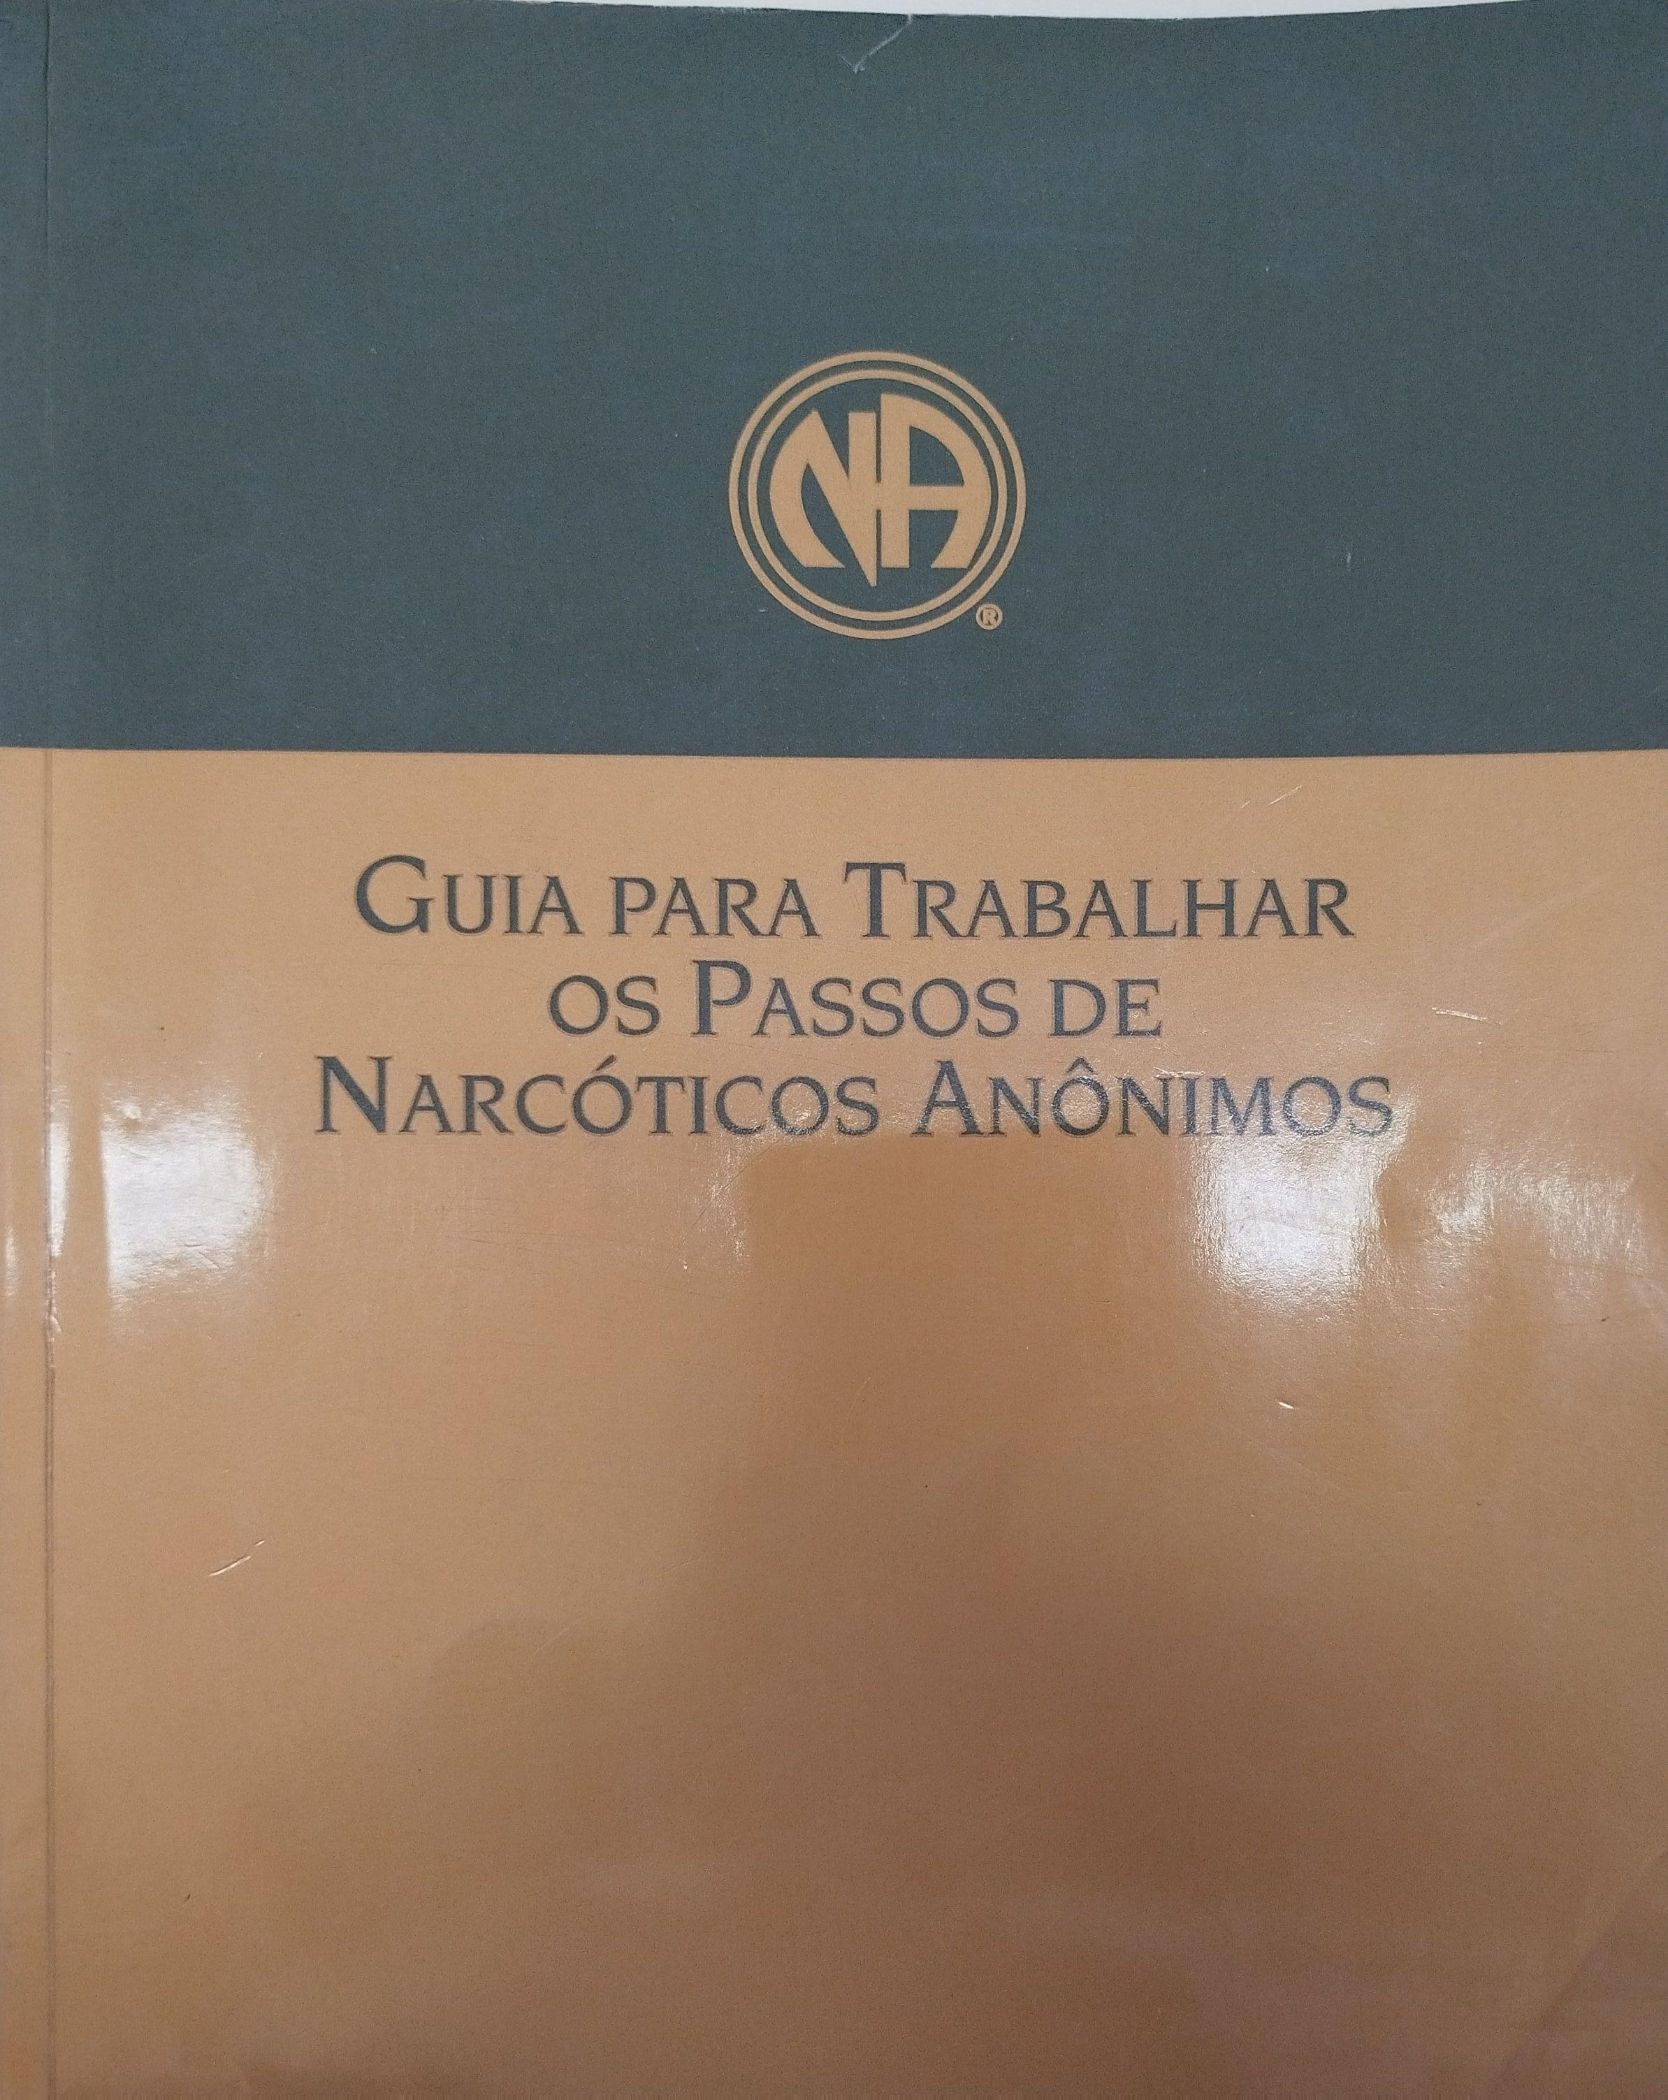 NA
®
GUIA PARA TRABALHAR
OS PASSOS DE
NARCÓTICOS ANÔNIMOS